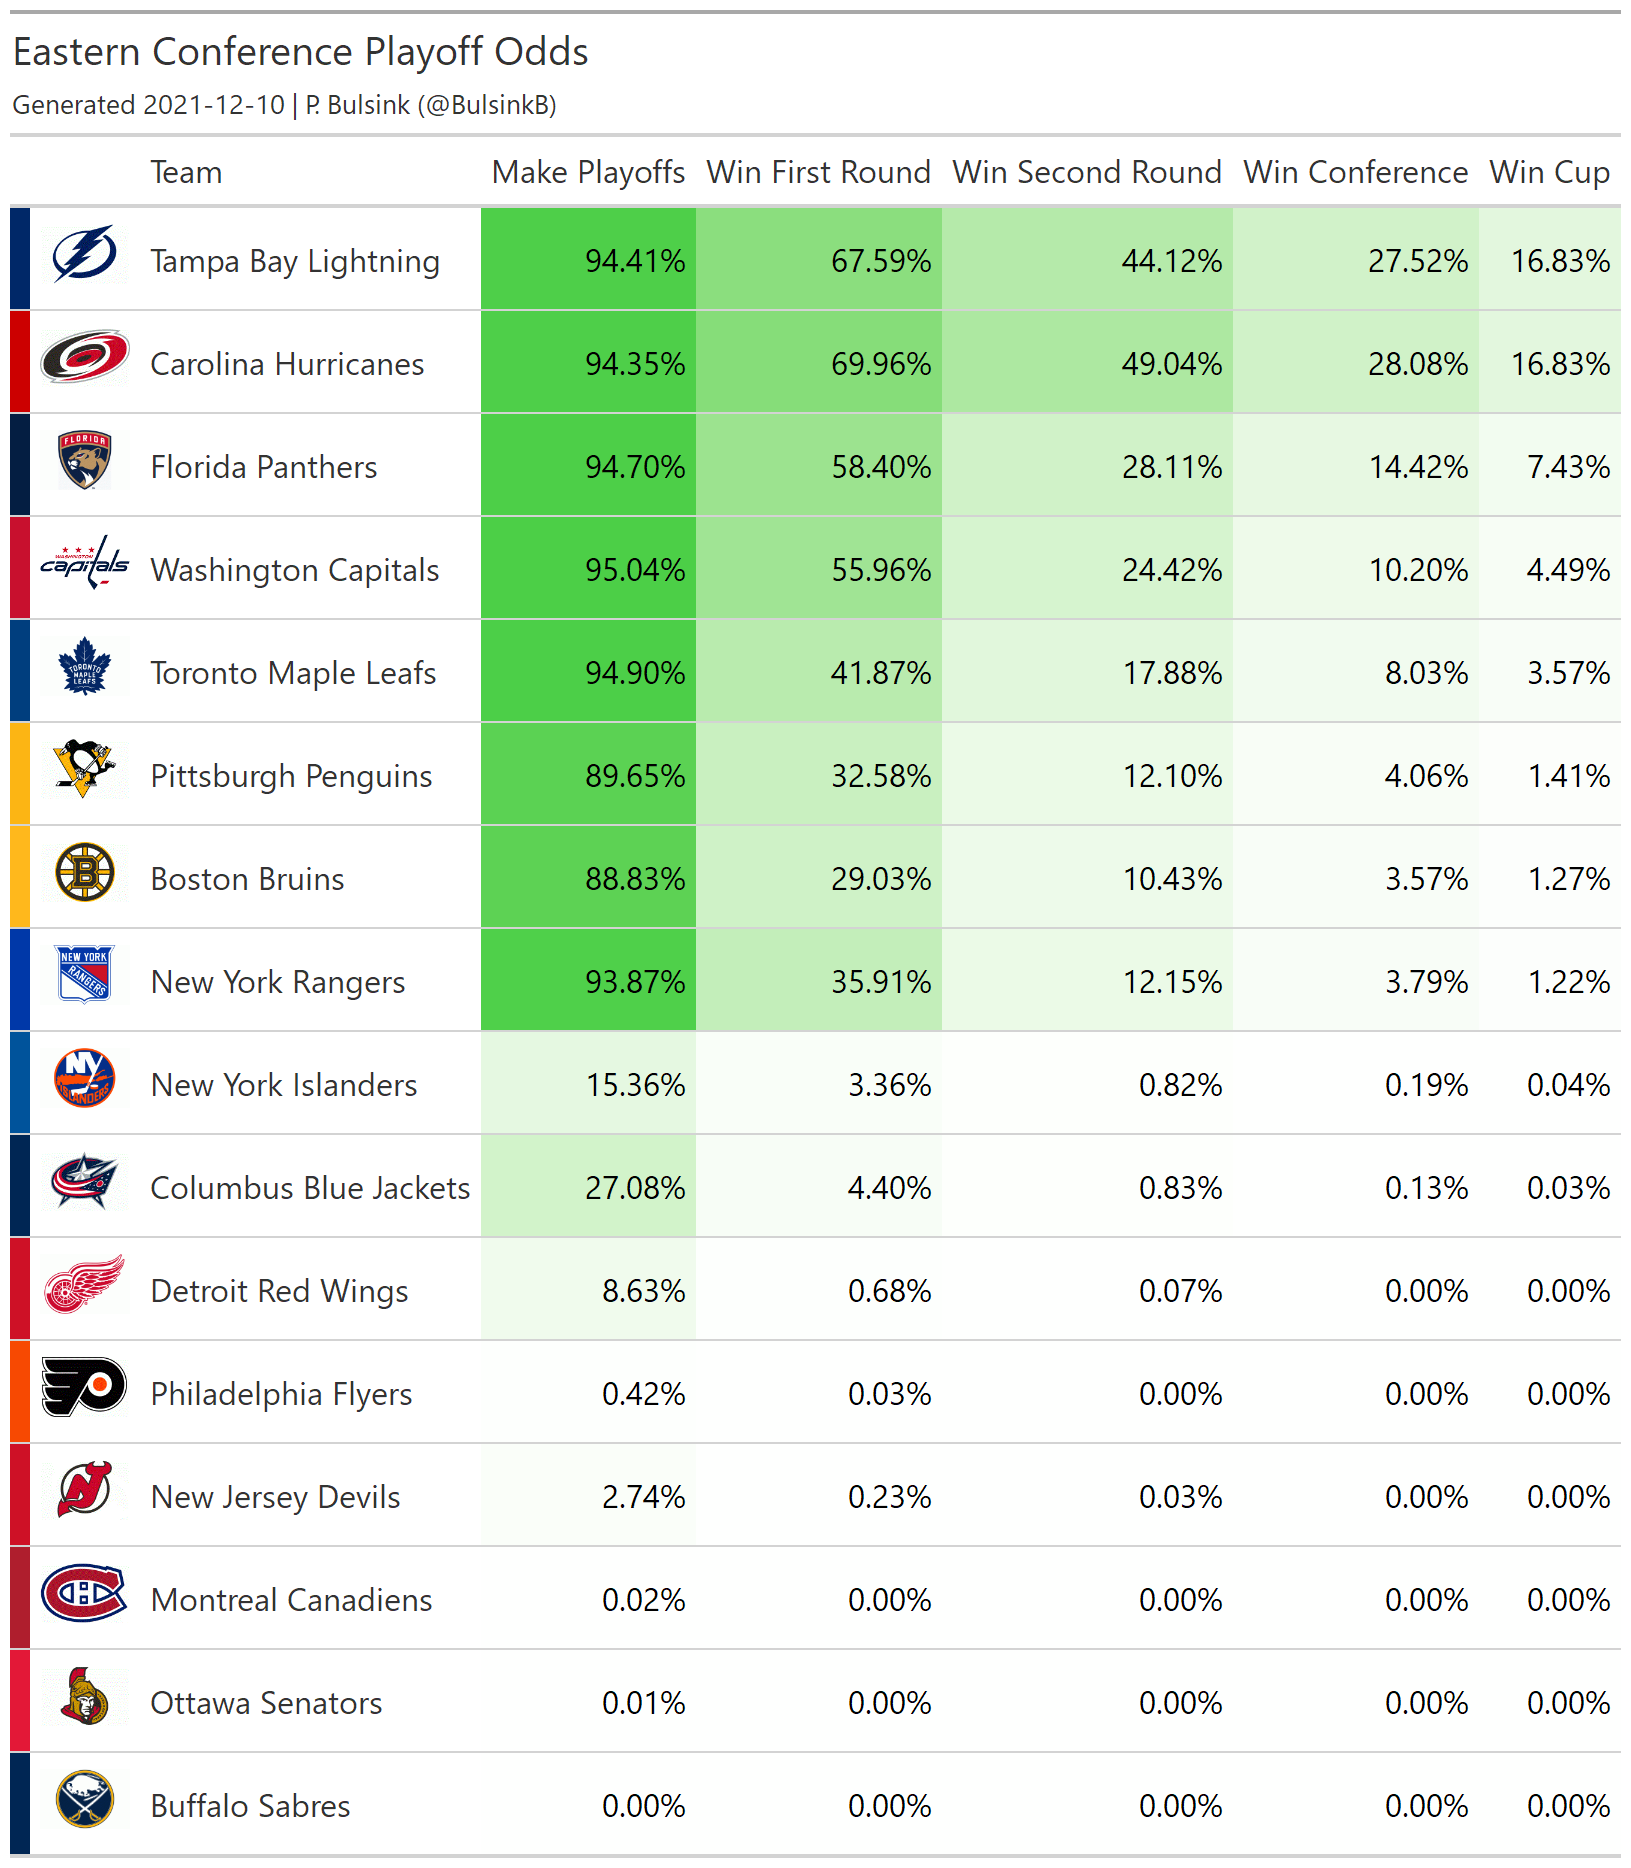 Eastern Conference Playoff Odds
Generated 2021-12-10 | P. Bulsink (@BulsinkB)
Team Make Playoffs Win First Round Win Second Round Win Conference Win Cup
Tampa Bay Lightning 94.41% 67.59% 44.12% 27.52% 16.83%
Carolina Hurricanes 94.35% 69.96% 49.04% 28.08% 16.83%
FLORIDA Florida Panthers 94.70% 58.40% 28.11% 14.42% 7.43%
WASHINGTON capitals Washington Capitals 95.04% 55.96% 24.42% 10.20% 4.49%
TORONTO MAPLE LEAFS Toronto Maple Leafs 94.90% 41.87% 17.88% 8.03% 3.57%
Pittsburgh Penguins 89.65% 32.58% 12.10% 4.06% 1.41%
B Boston Bruins 88.83% 29.03% 10.43% 3.57% 1.27%
NEW YORK RANGERS New York Rangers 93.87% 35.91% 12.15% 3.79% 1.22%
NY ISLANDERS New York Islanders 15.36% 3.36% 0.82% 0.19% 0.04%
Columbus Blue Jackets 27.08% 4.40% 0.83% 0.13% 0.03%
Detroit Red Wings 8.63% 0.68% 0.07% 0.00% 0.00%
Philadelphia Flyers 0.42% 0.03% 0.00% 0.00% 0.00%
New Jersey Devils 2.74% 0.23% 0.03% 0.00% 0.00%
Montreal Canadiens 0.02% 0.00% 0.00% 0.00% 0.00%
Ottawa Senators 0.01% 0.00% 0.00% 0.00% 0.00%
Buffalo Sabres 0.00% 0.00% 0.00% 0.00% 0.00%